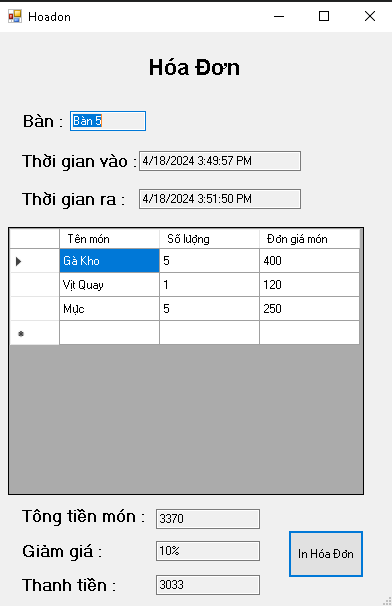 Hoadon
Hóa Đơn
Bàn : Bàn 5
Thời gian vào : 4/18/2024 3:49:57 PM
Thời gian ra : 4/18/2024 3:51:50 PM
Tên món Số lượng Đơn giá món
Gà Kho 5 400
Vịt Quay 1 120
Mực 5 250
Tông tiền món : 3370
Giảm giá : 10%
In Hóa Đơn
Thanh tiền : 3033